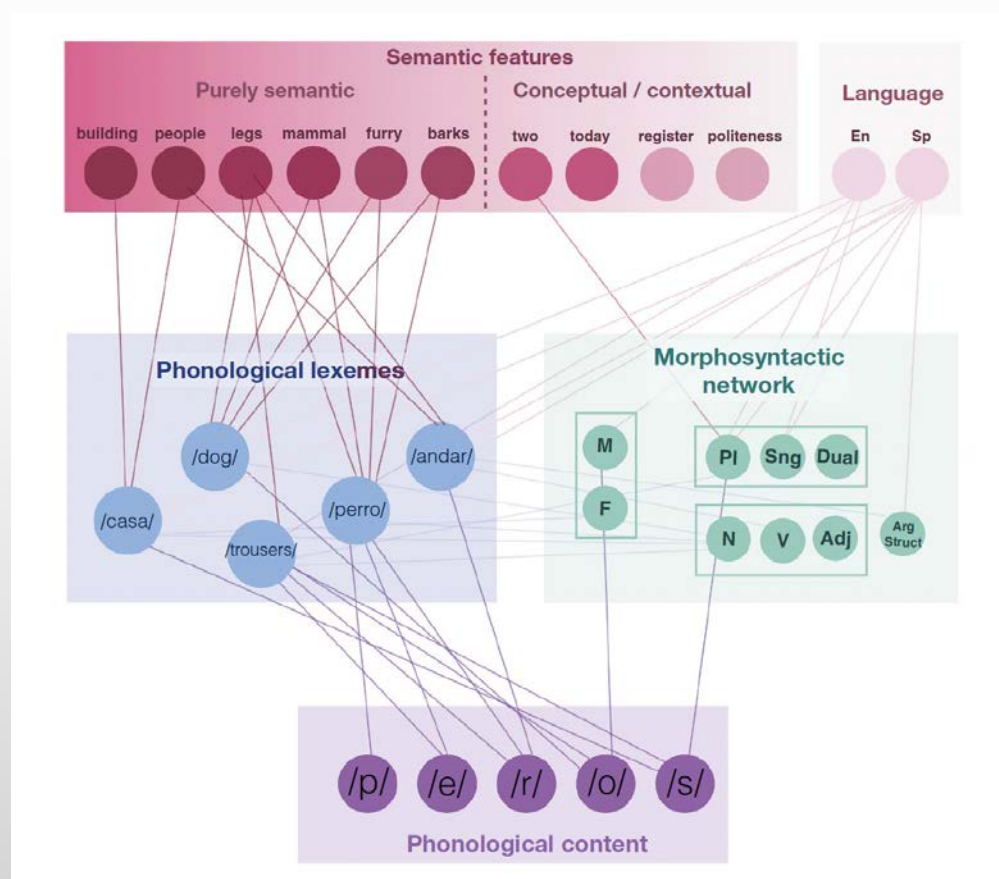 Semantic features
Purely semantic
Conceptual / contextual
Language
building people legs mammal furry barks
two today register politeness
En Sp
Phonological lexemes
/dog/
/andar/
/casa/
/perro/
/trousers/
Morphosyntactic
network
M
F
Pl Sng Dual
N V Adj
Arg
Struct
/p/ /e/ /r/ /o/ /s/
Phonological content